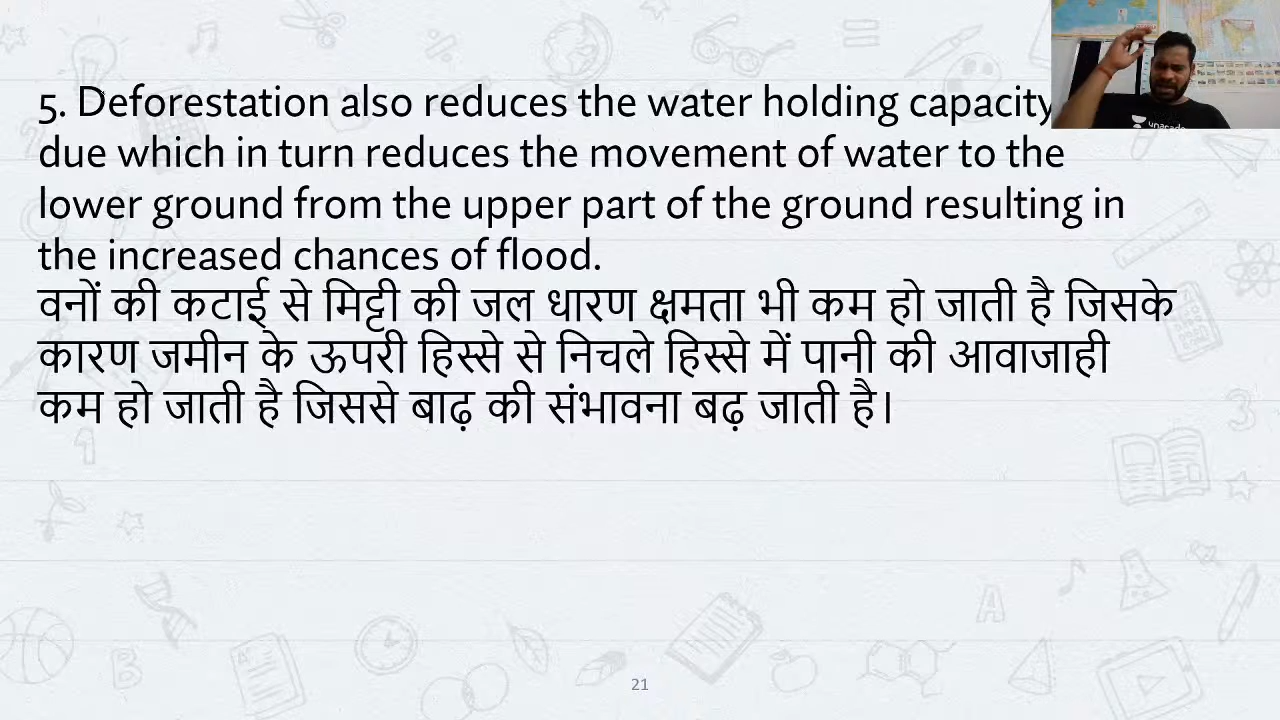 5. Deforestation also reduces the water holding capacity
due which in turn reduces the movement of water to the
lower ground from the upper part of the ground resulting in
the increased chances of flood.
वनों की कटाई से मिट्टी की जल धारण क्षमता भी कम हो जाती है जिसके
कारण जमीन के ऊपरी हिस्से से निचले हिस्से में पानी की आवाजाही
कम हो जाती है जिससे बाढ़ की संभावना बढ़ जाती है।
21